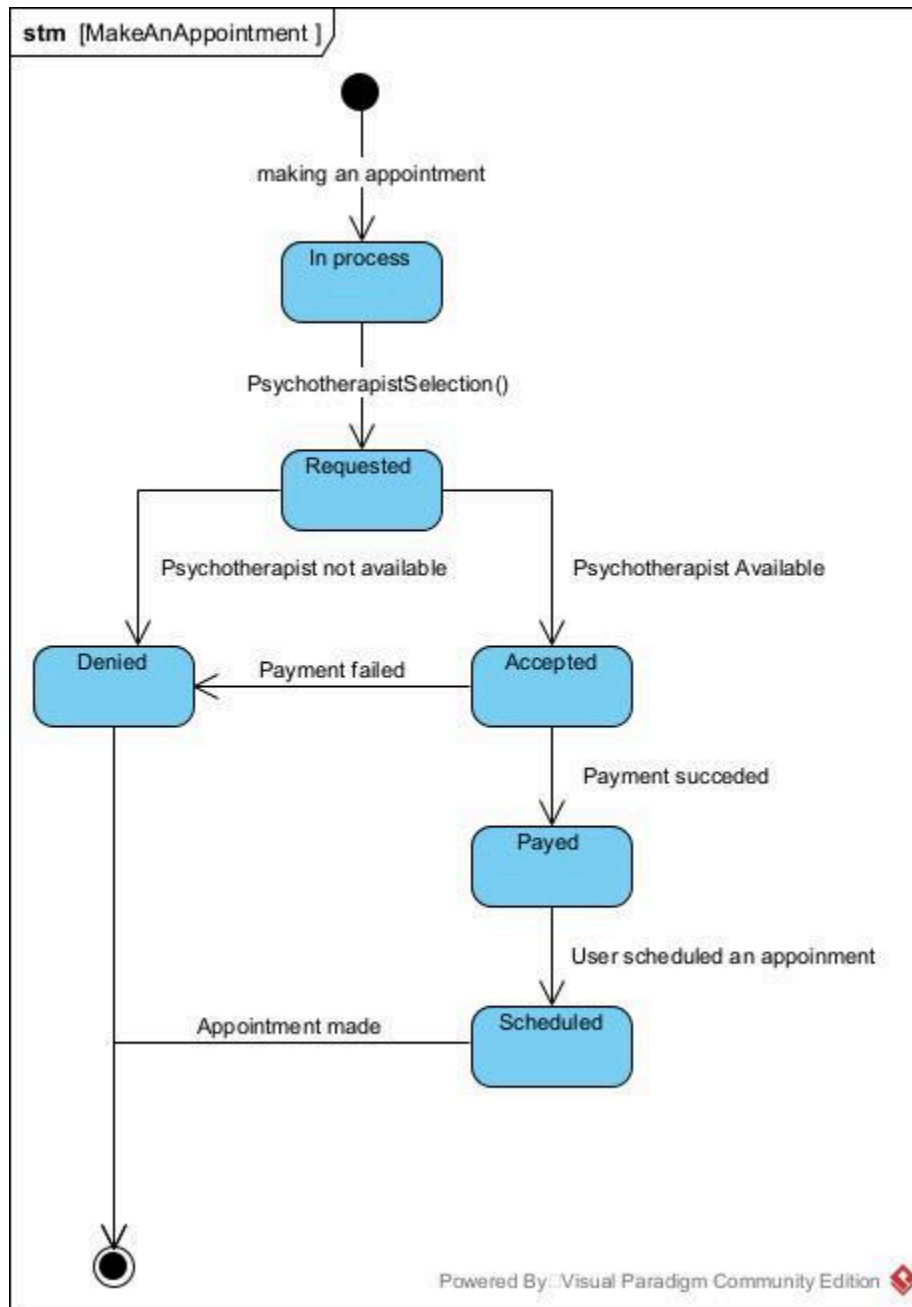 stm [MakeAnAppointment ]
making an appointment
In process
PsychotherapistSelection()
Requested
Psychotherapist not available
Psychotherapist Available
Denied
Payment failed
Accepted
Payment succeded
Payed
User scheduled an appoinment
Appointment made
Scheduled
Powered By Visual Paradigm Community Edition